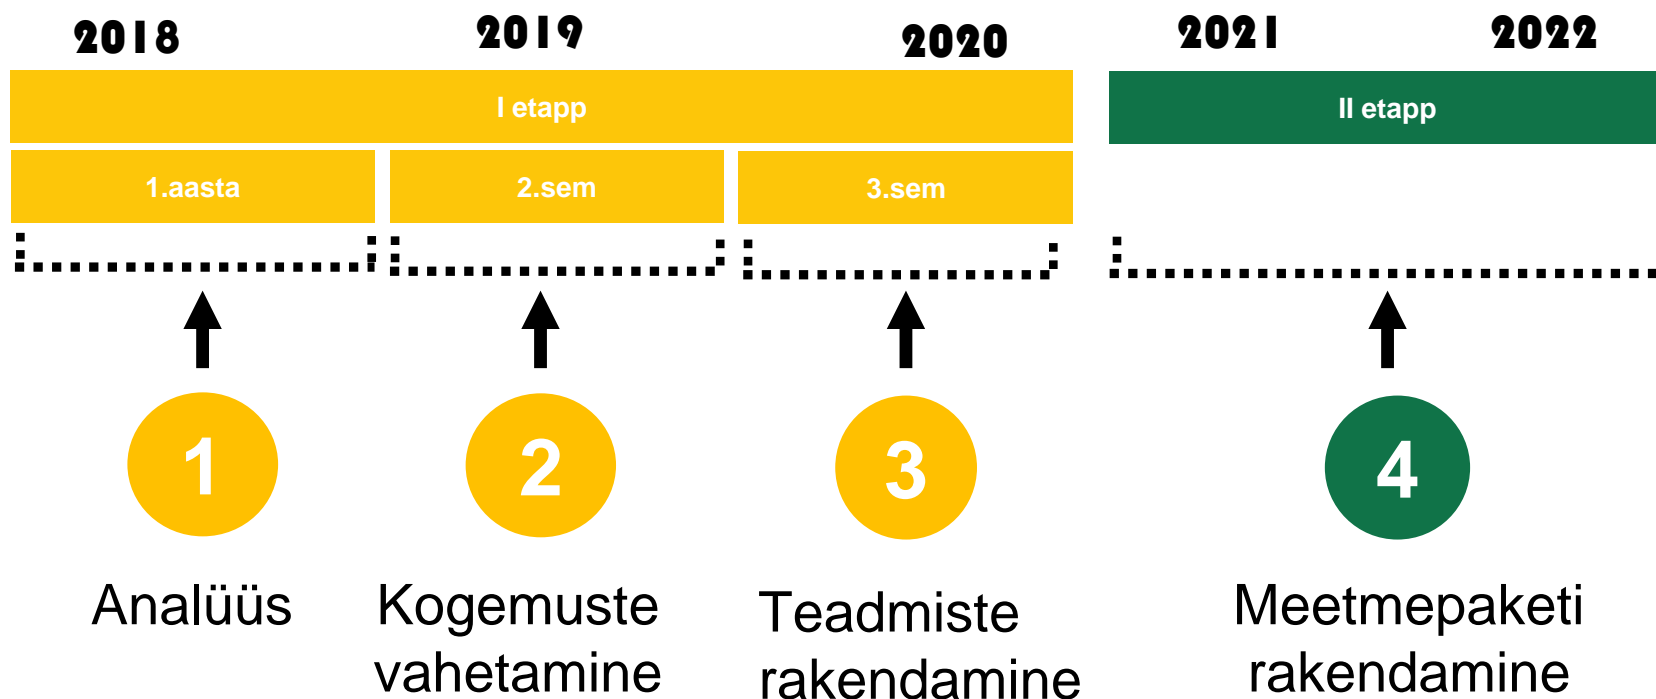 2018 2019 2020 2021 2022
I etapp II etapp
1.aasta 2.sem 3.sem
1 2 3 4
Analüüs
Kogemuste
vahetamine
Teadmiste
rakendamine
Meetmepaketi
rakendamine